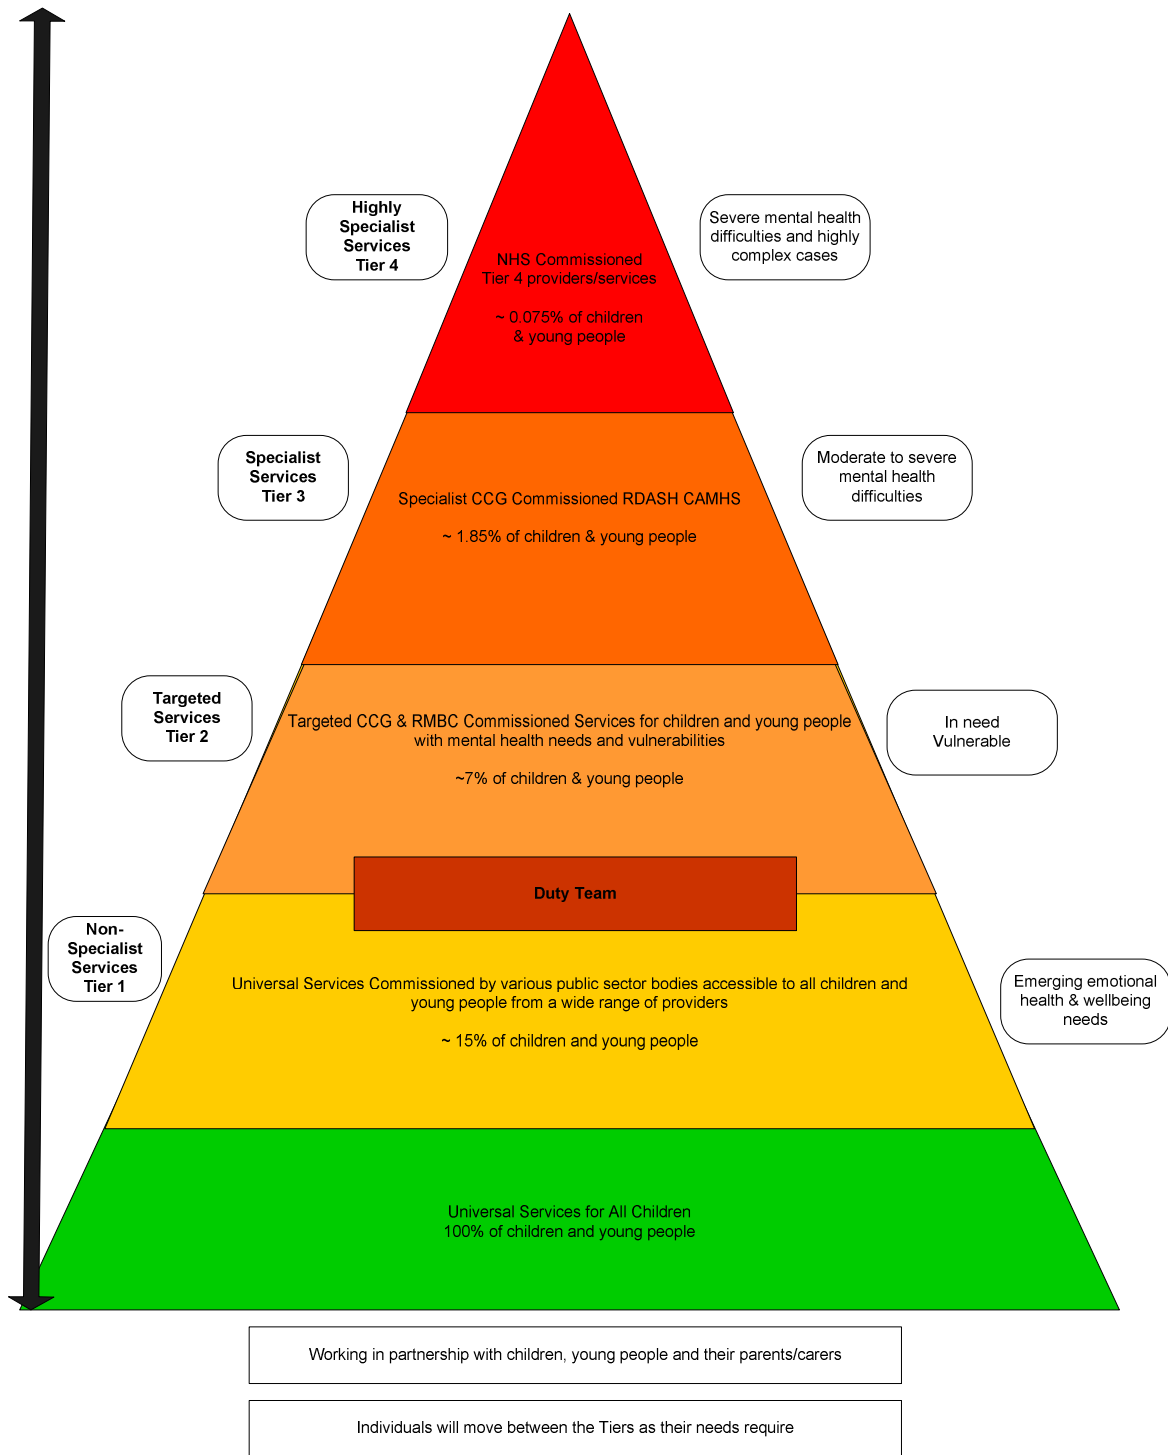 Highly
Specialist
Services
Tier 4
Severe mental health
difficulties and highly
complex cases
NHS Commissioned
Tier 4 providers/services
~ 0.075% of children
& young people
Specialist
Services
Tier 3
Moderate to severe
mental health
difficulties
Specialist CCG Commissioned RDASH CAMHS
~ 1.85% of children & young people
Targeted
Services
Tier 2
In need
Vulnerable
Targeted CCG & RMBC Commissioned Services for children and young people
with mental health needs and vulnerabilities
~7% of children & young people
Duty Team
Non-
Specialist
Services
Tier 1
Emerging emotional
health & wellbeing
needs
Universal Services Commissioned by various public sector bodies accessible to all children and
young people from a wide range of providers
~ 15% of children and young people
Universal Services for All Children
100% of children and young people
Working in partnership with children, young people and their parents/carers
Individuals will move between the Tiers as their needs require